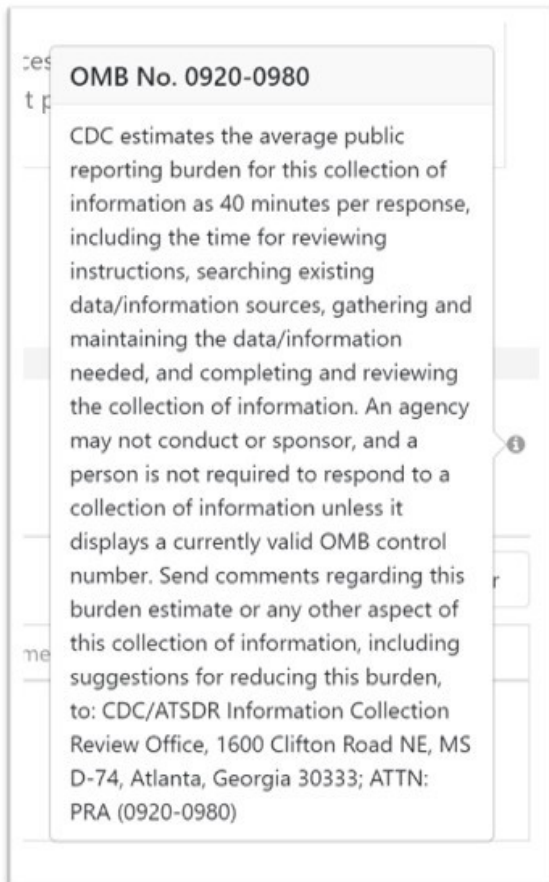 OMB No. 0920-0980
CDC estimates the average public
reporting burden for this collection of
information as 40 minutes per response,
including the time for reviewing
instructions, searching existing
data/information sources, gathering and
maintaining the data/information
needed, and completing and reviewing
the collection of information. An agency
may not conduct or sponsor, and a
person is not required to respond to a
collection of information unless it
displays a currently valid OMB control
number. Send comments regarding this
burden estimate or any other aspect of
this collection of information, including
suggestions for reducing this burden,
to: CDC/ATSDR Information Collection
Review Office, 1600 Clifton Road NE, MS
D-74, Atlanta, Georgia 30333; ATTN:
PRA (0920-0980)